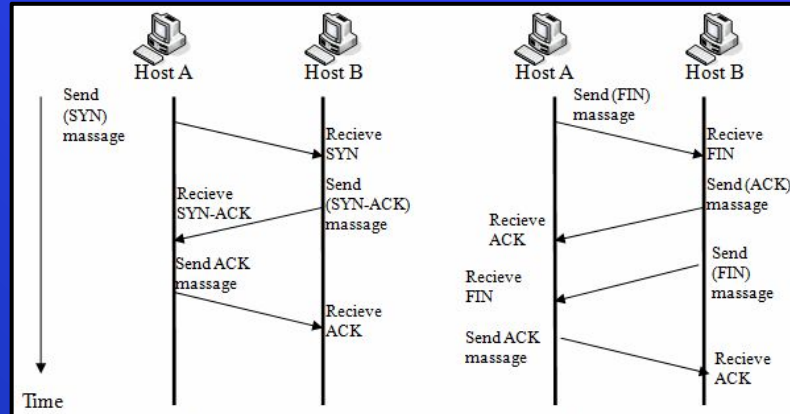 Host A
Host B
Send
(SYN)
massage
Recieve
SYN
Send
(SYN-ACK)
massage
Recieve
SYN-ACK
Send ACK
massage
Recieve
ACK
Time
Host A
Host B
Send (FIN)
massage
Recieve
FIN
Send (ACK)
massage
Recieve
ACK
Send
(FIN)
massage
Recieve
FIN
Send ACK
massage
Recieve
ACK